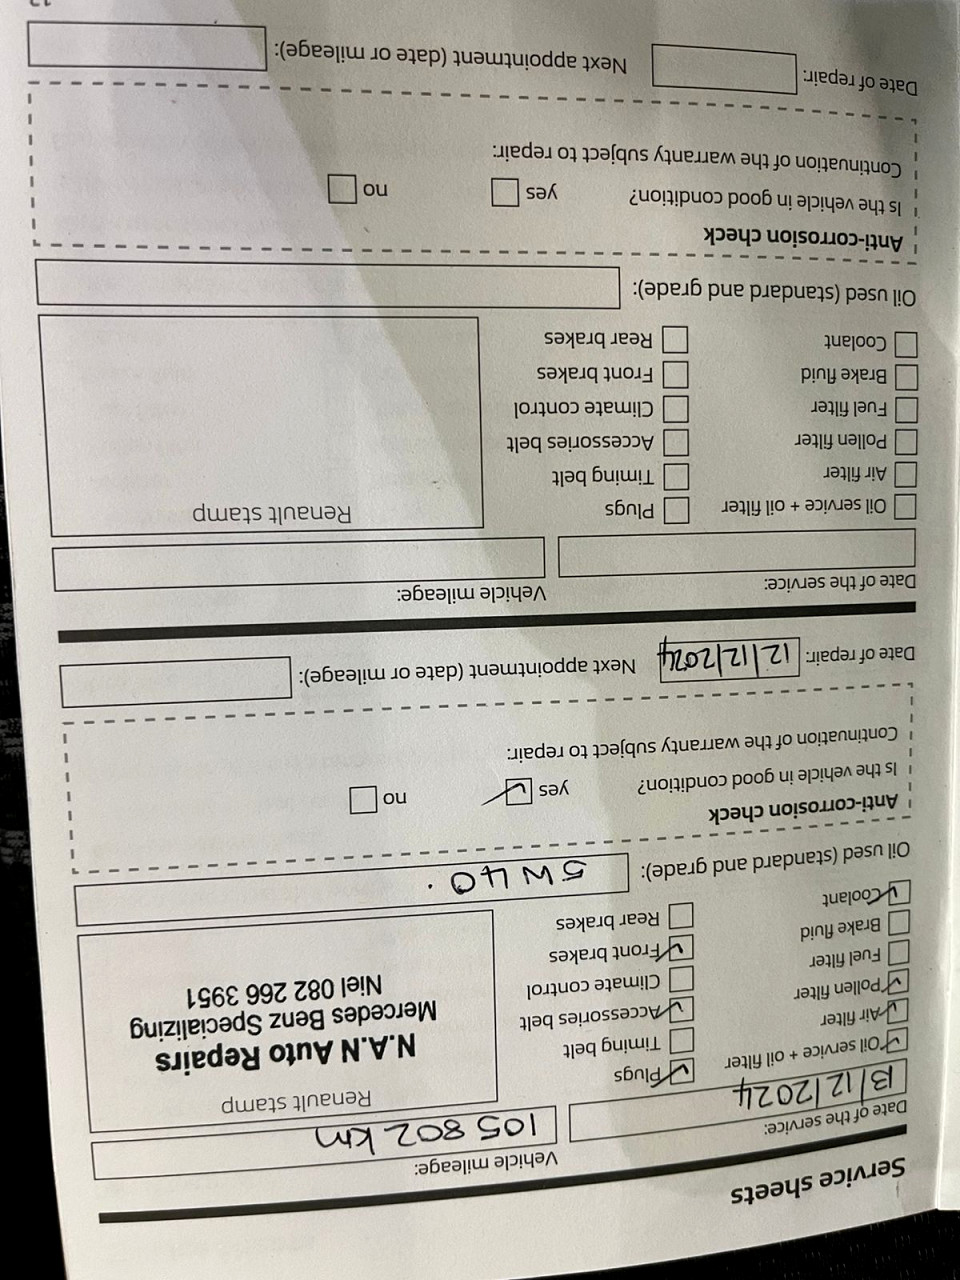 Service sheets
Date of the service:
Vehicle mileage:
13/12/2024
105 802 km
Oil service + oil filter
Plugs
Renault stamp
Air filter
Timing belt
N.A.N Auto Repairs
Pollen filter
Accessories belt
Mercedes Benz Specializing
Fuel filter
Climate control
Niel 082 266 3951
Brake fluid
Front brakes
Coolant
Rear brakes
Oil used (standard and grade): 5W40.
Anti-corrosion check
Is the vehicle in good condition? yes no
Continuation of the warranty subject to repair:
Date of repair: 12/12/2024 Next appointment (date or mileage):
Date of the service:
Vehicle mileage:
Oil service + oil filter
Plugs
Renault stamp
Air filter
Timing belt
Pollen filter
Accessories belt
Fuel filter
Climate control
Brake fluid
Front brakes
Coolant
Rear brakes
Oil used (standard and grade):
Anti-corrosion check
Is the vehicle in good condition? yes no
Continuation of the warranty subject to repair:
Date of repair: Next appointment (date or mileage):